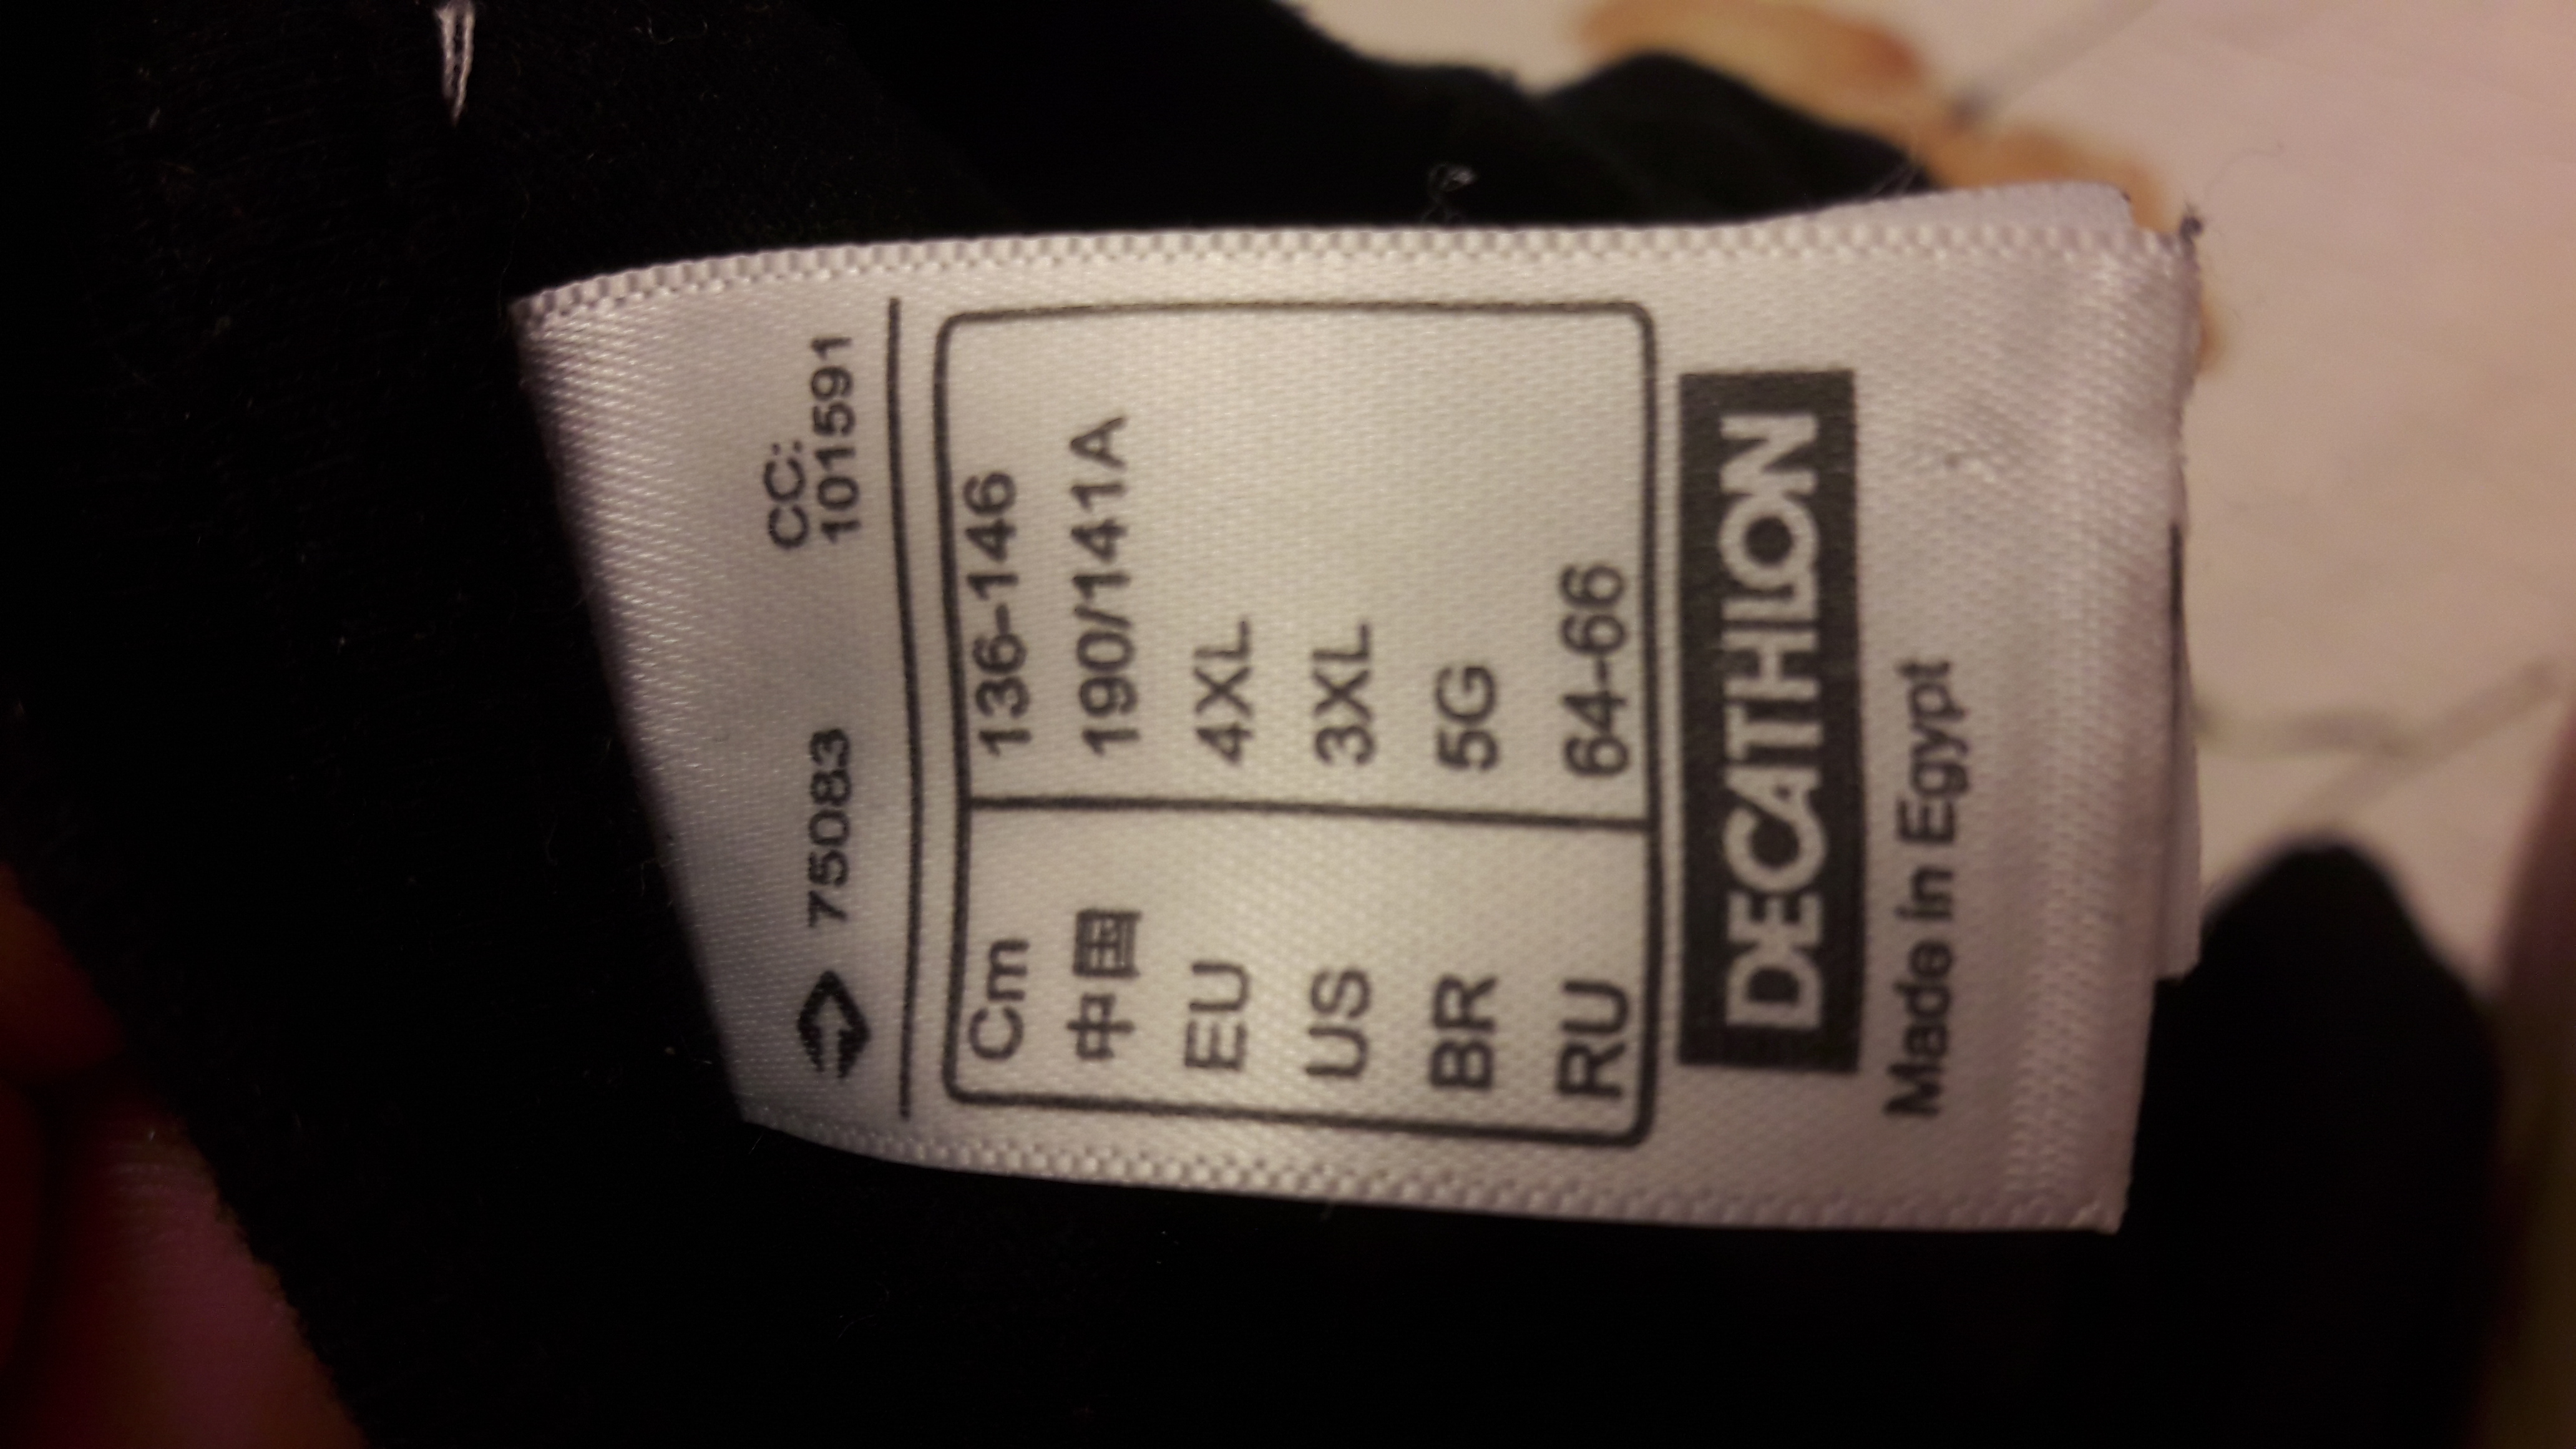 CC:
75083 101591
Cm 136-146
中国 190/141A
EU 4XL
US 3XL
BR 5G
RU 64-66
DECATHLON
Made in Egypt